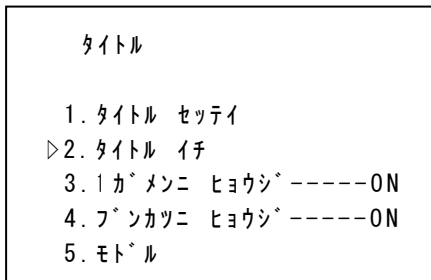 タイトル
1.タイトル セッテイ
▷2.タイトル イチ
3.1ガメンニ ヒョウジ-----ON
4.ブンカツニ ヒョウジ-----ON
5.モドル